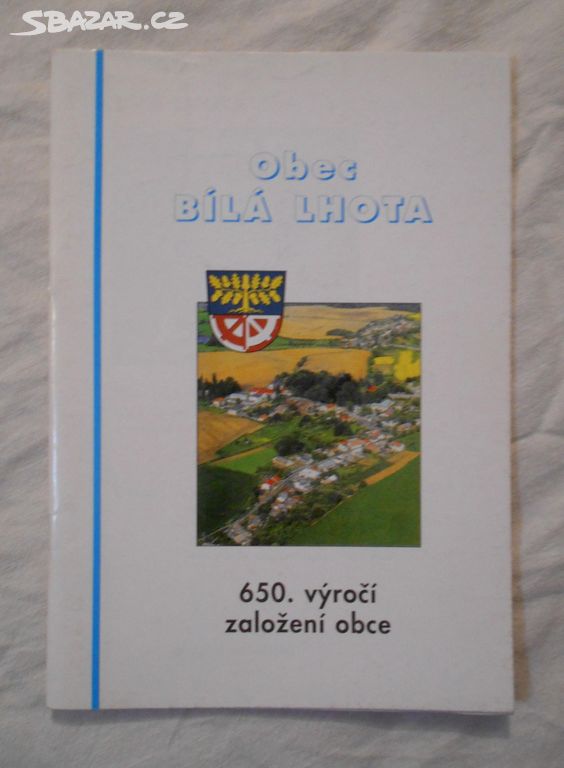 SBAZAR.CZ
Obec
BÍLÁ LHOTA
650. výročí
založení obce